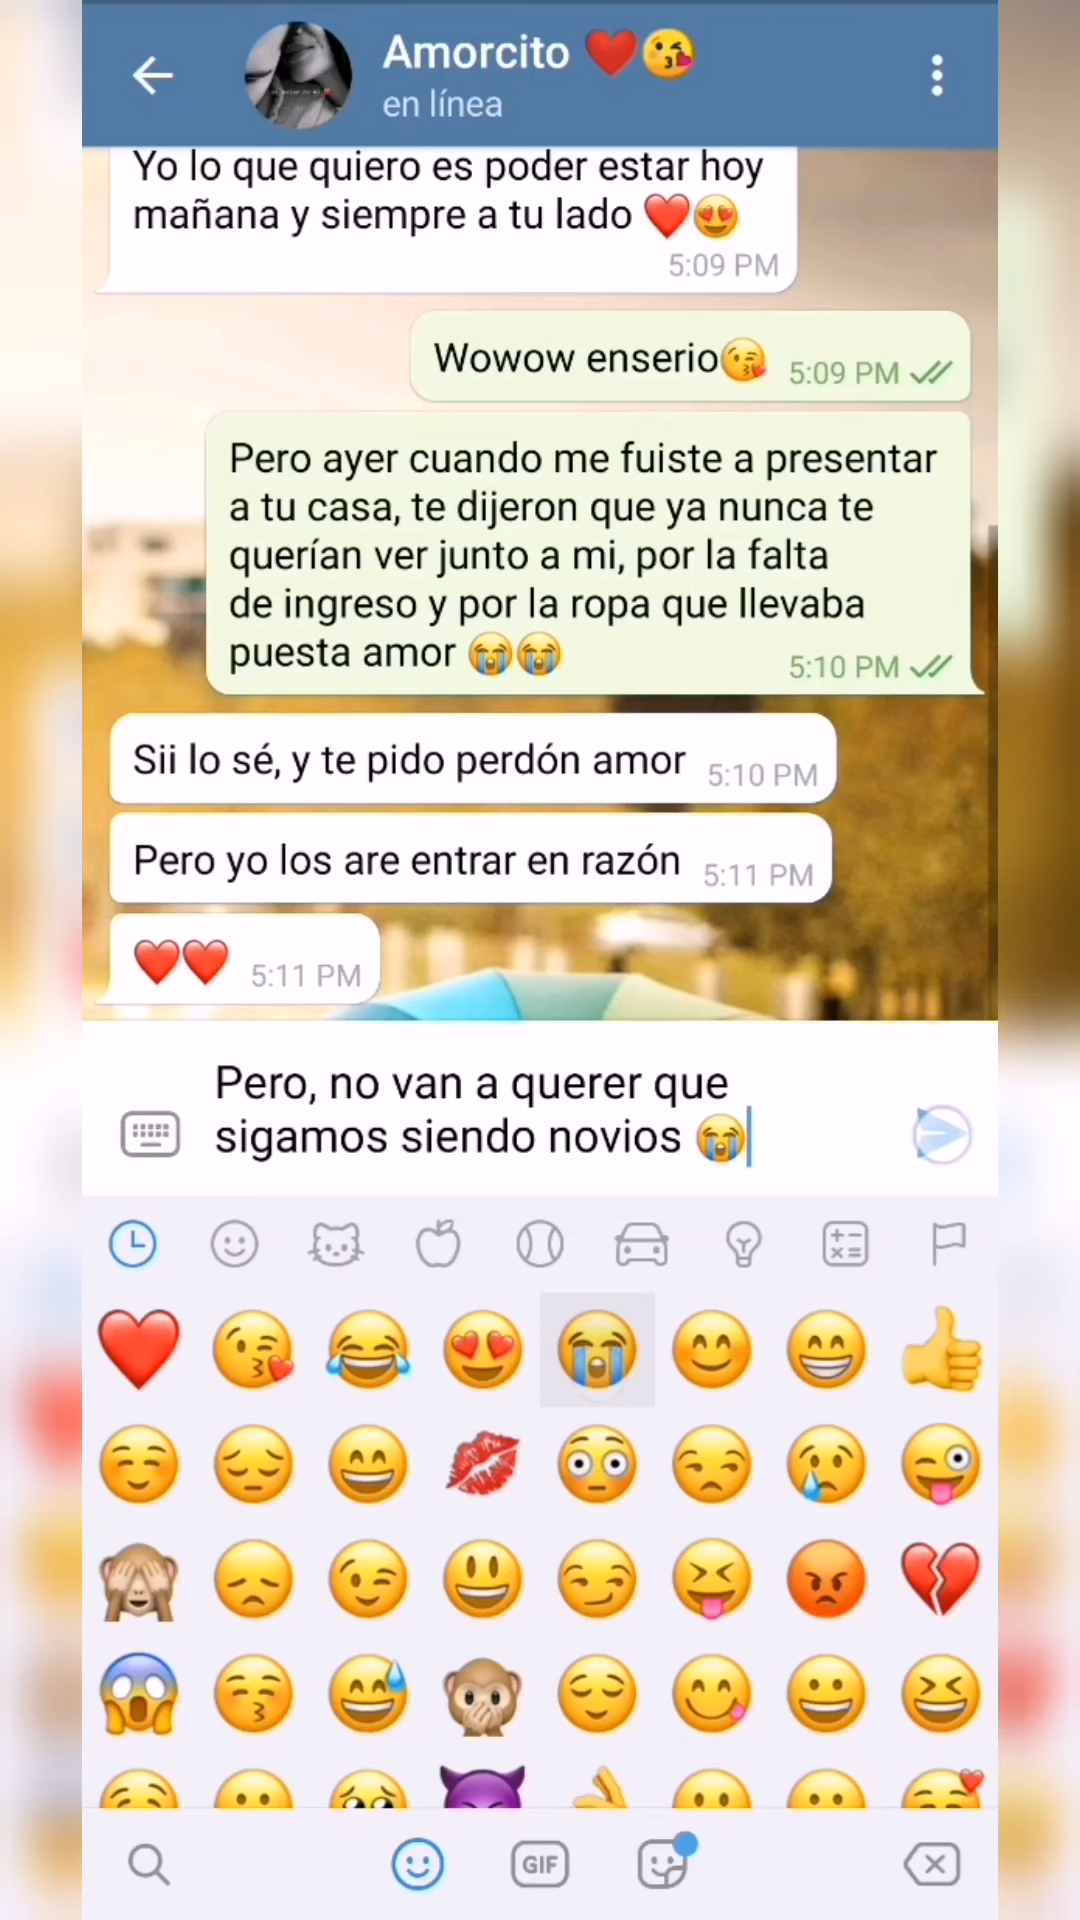 Amorcito ❤️😘
en línea
Yo lo que quiero es poder estar hoy
mañana y siempre a tu lado ❤️😍
5:09 PM
Wowow enserio😘 5:09 PM
Pero ayer cuando me fuiste a presentar
a tu casa, te dijeron que ya nunca te
querían ver junto a mi, por la falta
de ingreso y por la ropa que llevaba
puesta amor 😭😭 5:10 PM
Sii lo sé, y te pido perdón amor 5:10 PM
Pero yo los are entrar en razón 5:11 PM
❤️❤️ 5:11 PM
Pero, no van a querer que
sigamos siendo novios 😭
GIF